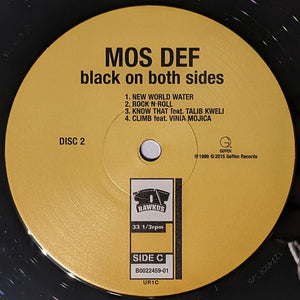 MOS DEF
black on both sides
1. NEW WORLD WATER
2. ROCK N ROLL
3. KNOW THAT feat. TALIB KWELI
4. CLIMB feat. VINIA MOJICA
DISC 2
GEFFEN
℗1999 © 2015 Geffen Records
RAWKUS
33 1/3rpm
SIDE C
B0022459-01
UR1C